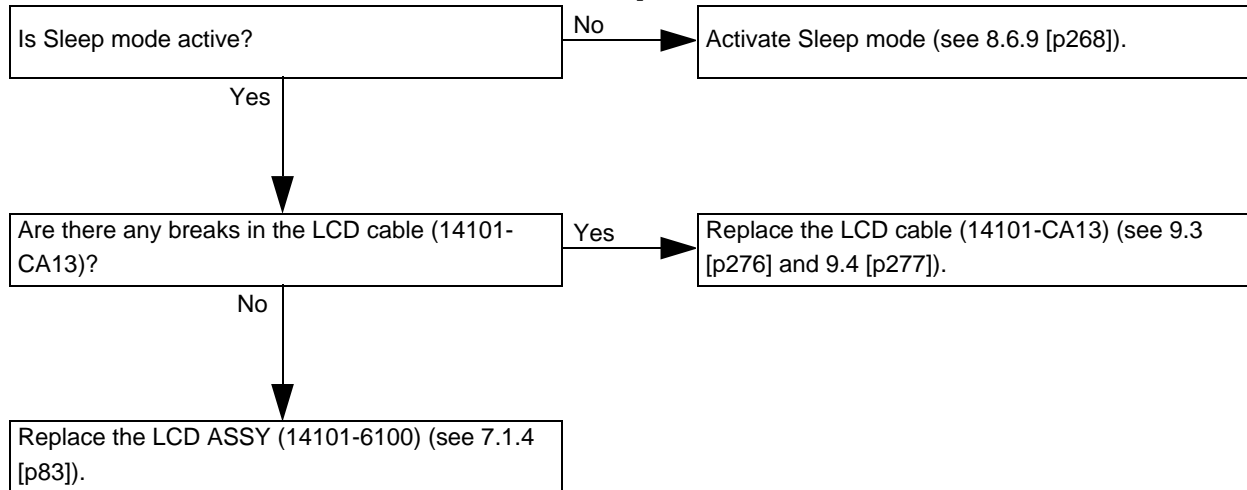 Is Sleep mode active?
No
Activate Sleep mode (see 8.6.9 [p268]).
Yes
Are there any breaks in the LCD cable (14101-
CA13)?
Yes
Replace the LCD cable (14101-CA13) (see 9.3
[p276] and 9.4 [p277]).
No
Replace the LCD ASSY (14101-6100) (see 7.1.4
[p83]).